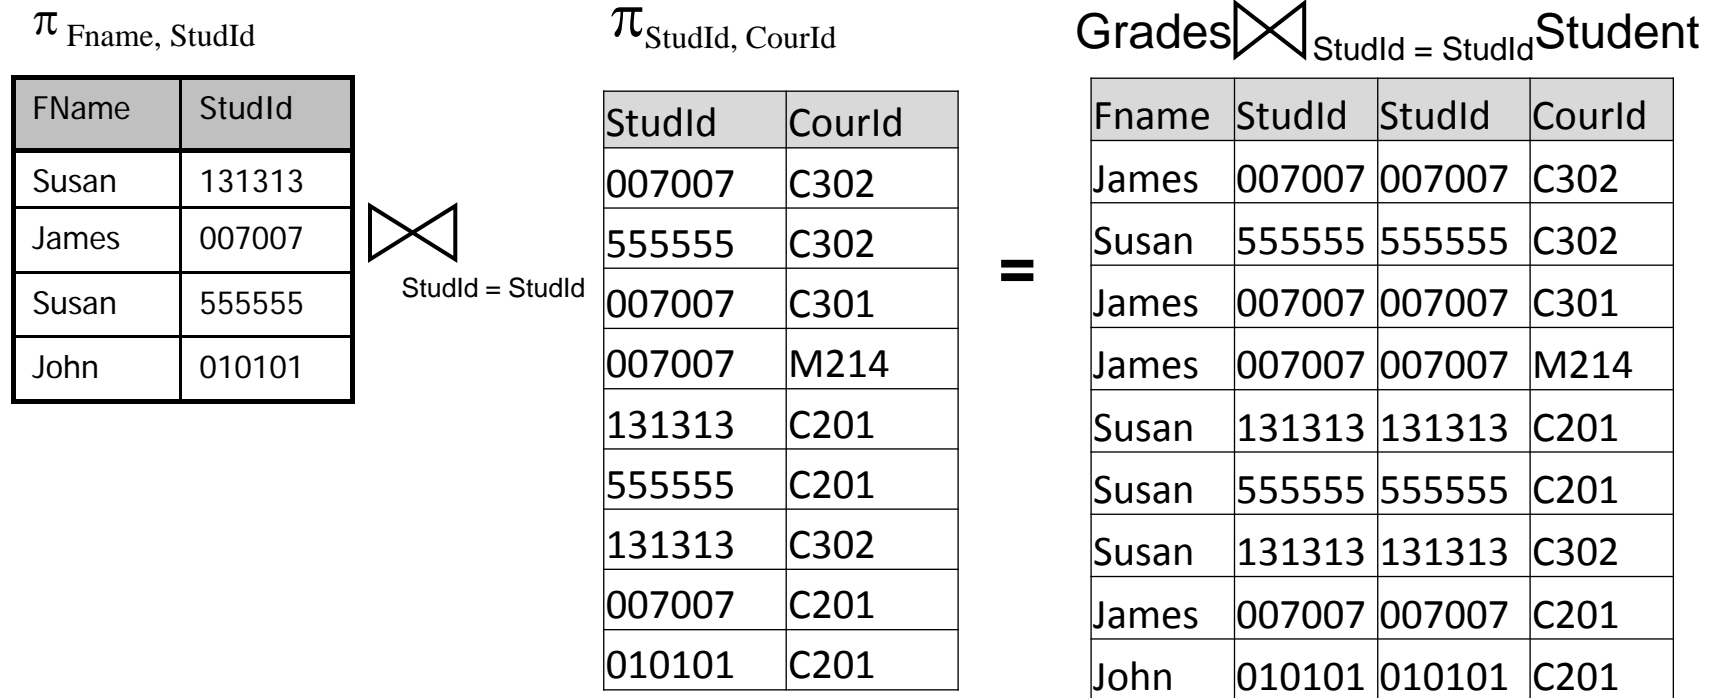 π Fname, StudId
FName StudId
Susan 131313
James 007007
Susan 555555
John 010101
StudId = StudId
π StudId, CourId
StudId CourId
007007 C302
555555 C302
007007 C301
007007 M214
131313 C201
555555 C201
131313 C302
007007 C201
010101 C201
=
Grades⋈ StudId = StudId Student
Fname StudId StudId CourId
James 007007 007007 C302
Susan 555555 555555 C302
James 007007 007007 C301
James 007007 007007 M214
Susan 131313 131313 C201
Susan 555555 555555 C201
Susan 131313 131313 C302
James 007007 007007 C201
John 010101 010101 C201